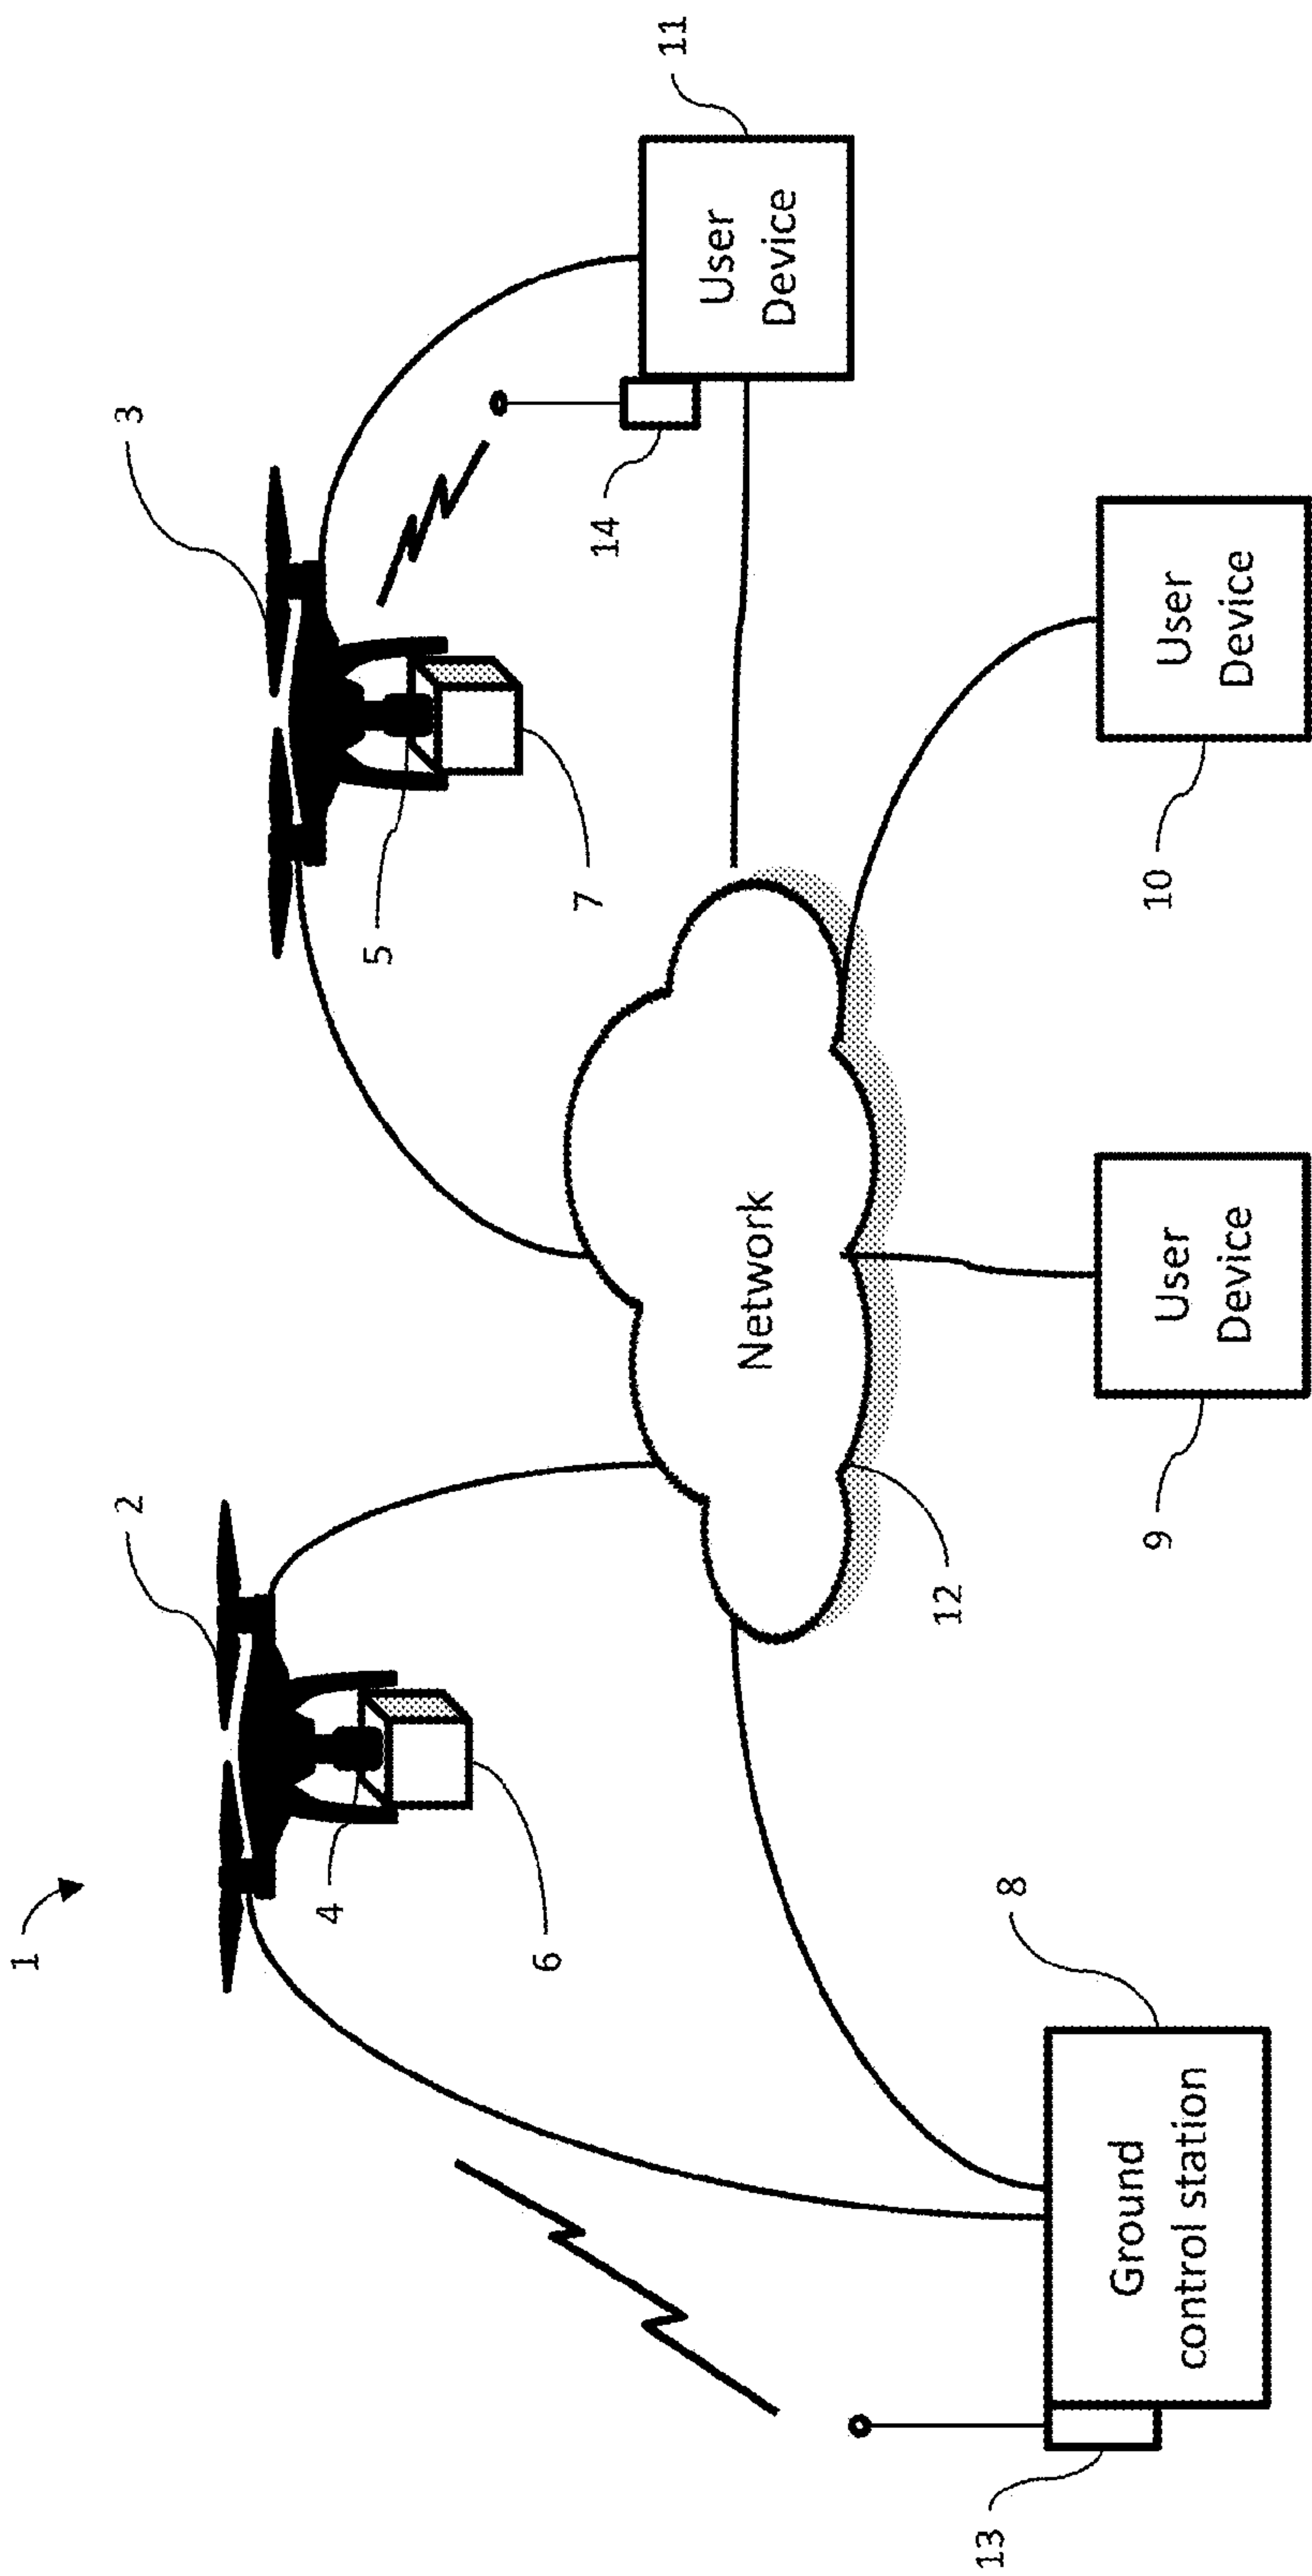 1
2
3
4
5
6
7
11
14
Network
User
Device
12
8
10
9
Ground
control station
User
Device
User
Device
13